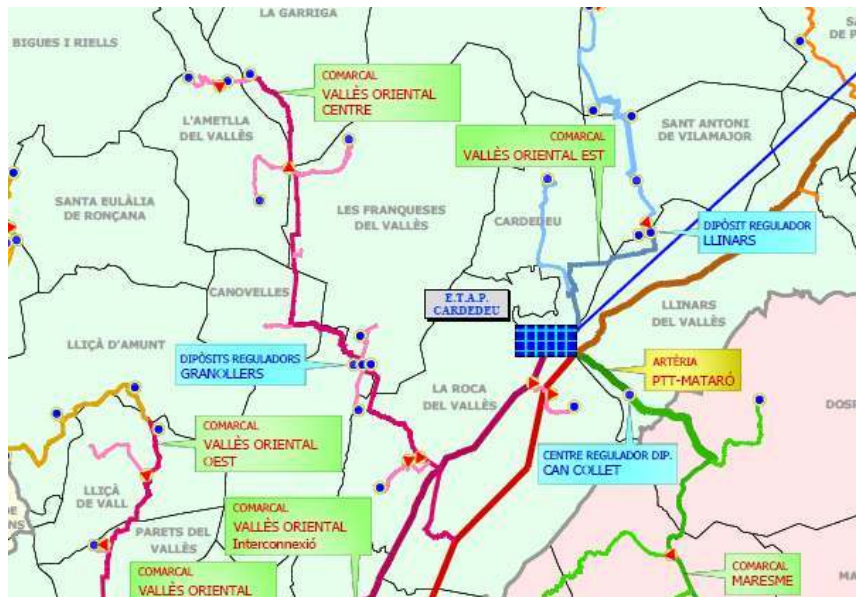 LA GARRIGA
BIGUES I RIELLS
COMARCAL
VALLÈS ORIENTAL
CENTRE
L'AMETLLA
DEL VALLÈS
SANT ANTONI
DE VILAMAJOR
COMARCAL
VALLÈS ORIENTAL EST
SANTA EULÀLIA
DE RONÇANA
LES FRANQUESES
DEL VALLÈS
CARDEDEU
DIPÒSIT REGULADOR
LLINARS
CANOVELLES
E.T.A.P.
CARDEDEU
LLINARS
DEL VALLÈS
LLIÇÀ D'AMUNT
DIPÒSITS REGULADORS
GRANOLLERS
ARTÈRIA
PTT-MATARÓ
LA ROCA
DEL VALLÈS
COMARCAL
VALLÈS ORIENTAL
OEST
CENTRE REGULADOR DIP.
CAN COLLET
LLIÇÀ
DE VALL
COMARCAL
VALLÈS ORIENTAL
Interconnexió
PARETS DEL
VALLÈS
COMARCAL
VALLÈS ORIENTAL
COMARCAL
MARESME